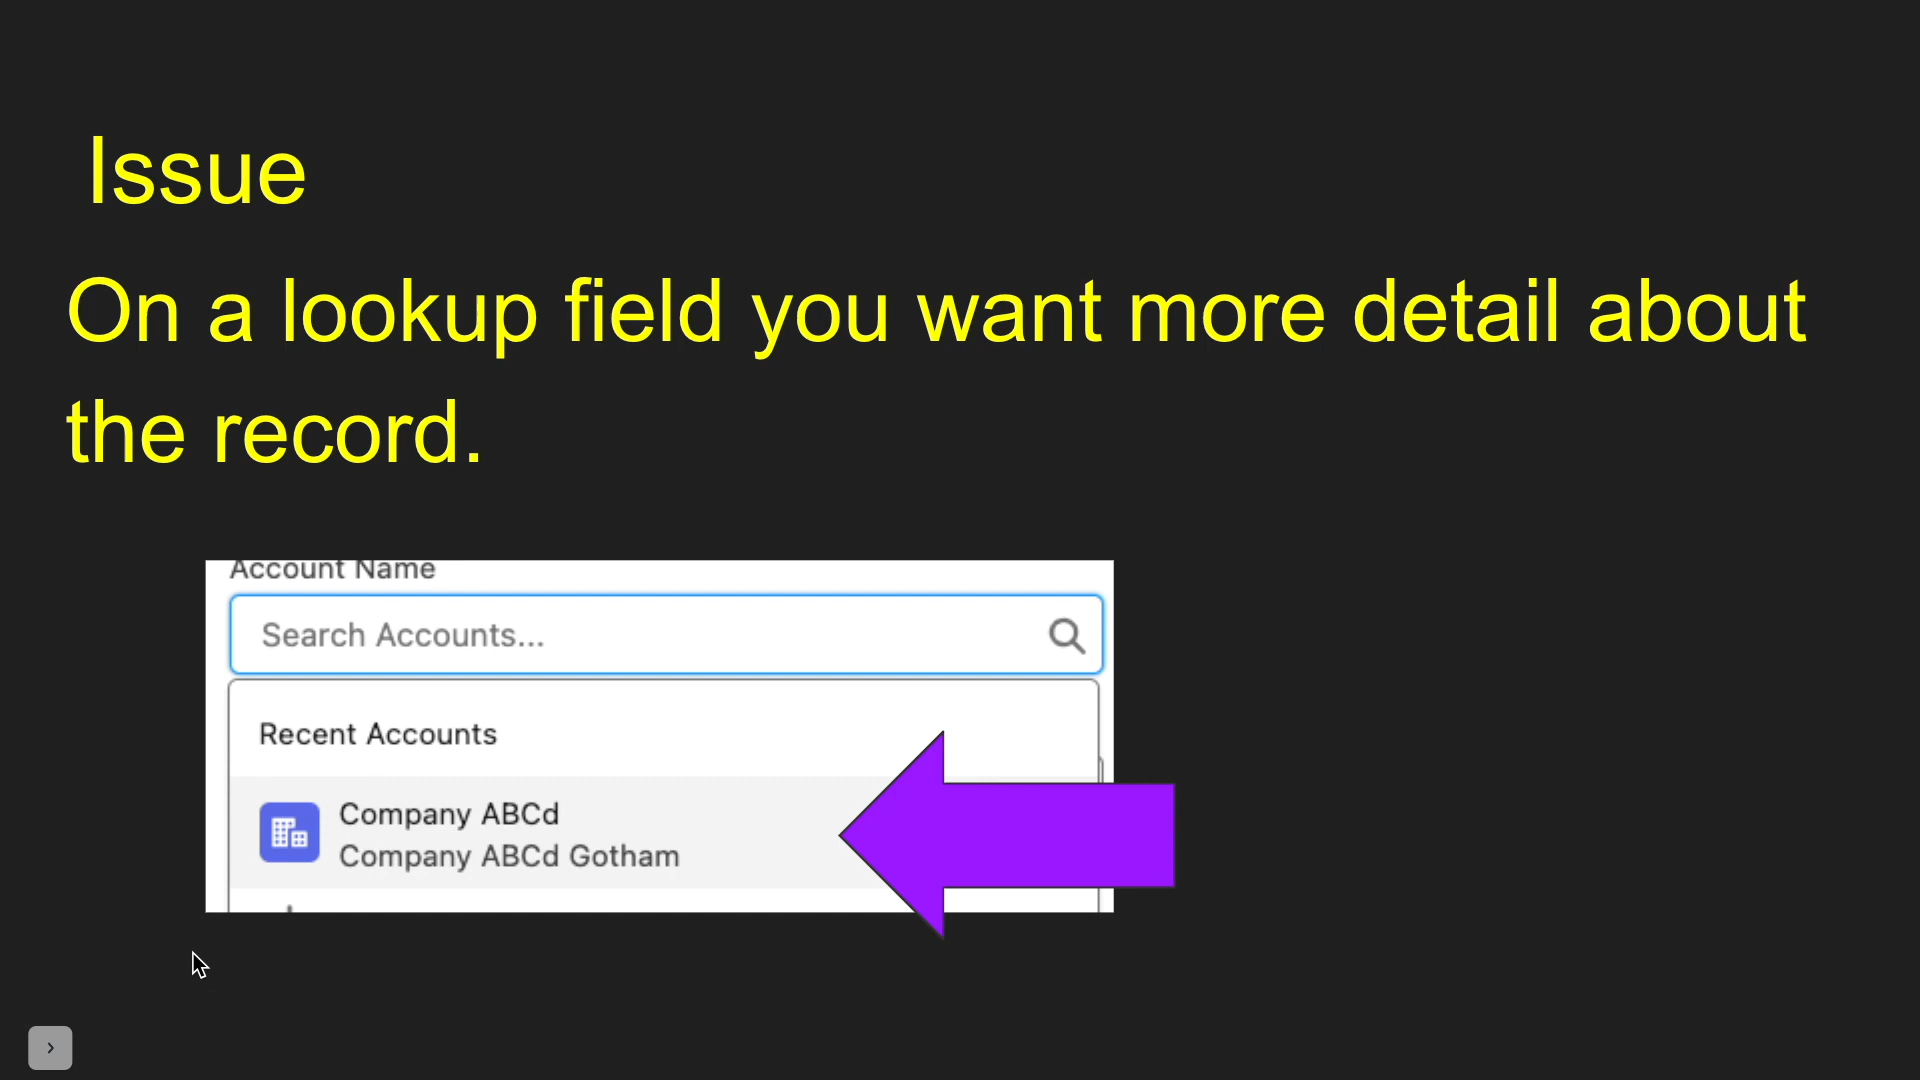 Issue
On a lookup field you want more detail about
the record.
Account Name
Search Accounts...
Recent Accounts
Company ABCd
Company ABCd Gotham